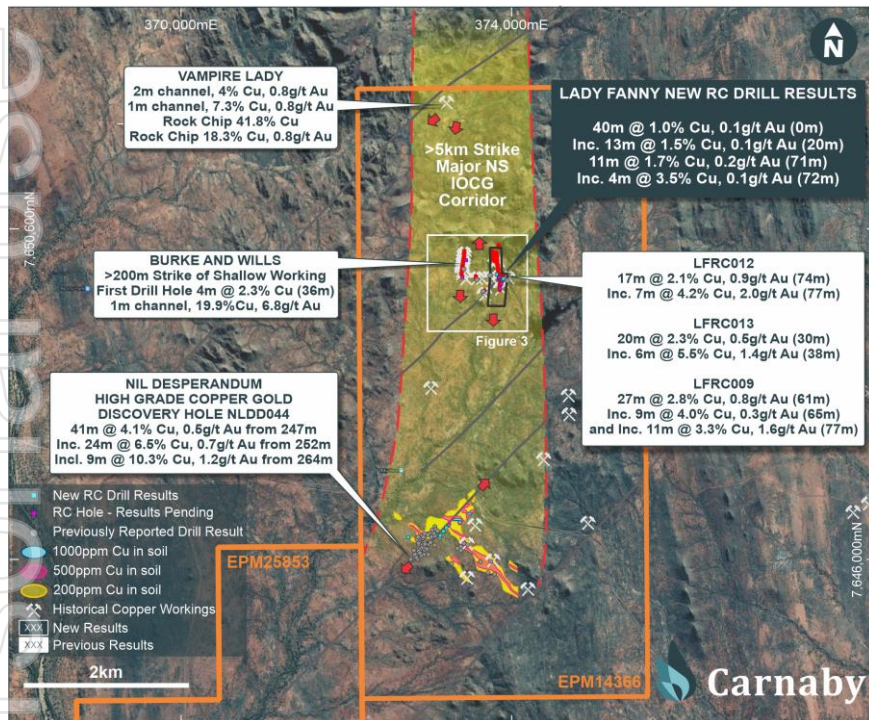 370,000mE
374,000mE
N
VAMPIRE LADY
2m channel, 4% Cu, 0.8g/t Au
1m channel, 7.3% Cu, 0.8g/t Au
Rock Chip 41.8% Cu
Rock Chip 18.3% Cu, 0.8g/t Au
LADY FANNY NEW RC DRILL RESULTS
40m @ 1.0% Cu, 0.1g/t Au (0m)
Inc. 13m @ 1.5% Cu, 0.1g/t Au (20m)
11m @ 1.7% Cu, 0.2g/t Au (71m)
Inc. 4m @ 3.5% Cu, 0.1g/t Au (72m)
>5km Strike
Major NS
IOCG
Corridor
7,650,600mN
BURKE AND WILLS
>200m Strike of Shallow Working
First Drill Hole 4m @ 2.3% Cu (36m)
1m channel, 19.9%Cu, 6.8g/t Au
Figure 3
LFRC012
17m @ 2.1% Cu, 0.9g/t Au (74m)
Inc. 7m @ 4.2% Cu, 2.0g/t Au (77m)
LFRC013
20m @ 2.3% Cu, 0.5g/t Au (30m)
Inc. 6m @ 5.5% Cu, 1.4g/t Au (38m)
LFRC009
27m @ 2.8% Cu, 0.8g/t Au (61m)
Inc. 9m @ 4.0% Cu, 0.3g/t Au (65m)
and Inc. 11m @ 3.3% Cu, 1.6g/t Au (77m)
NIL DESPERANDUM
HIGH GRADE COPPER GOLD
DISCOVERY HOLE NLDD044
41m @ 4.1% Cu, 0.5g/t Au from 247m
Inc. 24m @ 6.5% Cu, 0.7g/t Au from 252m
Incl. 9m @ 10.3% Cu, 1.2g/t Au from 264m
New RC Drill Results
RC Hole - Results Pending
Previously Reported Drill Result
1000ppm Cu in soil
500ppm Cu in soil
200ppm Cu in soil
Historical Copper Workings
XXX New Results
XXX Previous Results
2km
EPM25853
7,646,000mN
EPM14366
Carnaby